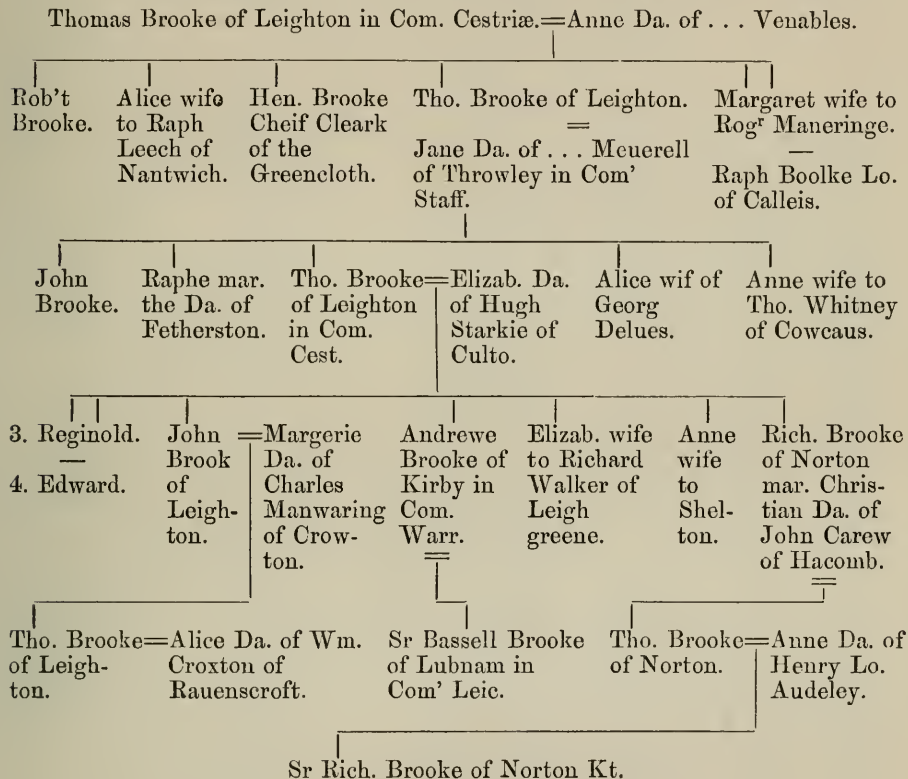 Thomas Brooke of Leighton in Com. Cestriæ.=Anne Da. of . . . Venables.
Rob't
Brooke.
Alice wife
to Raph
Leech of
Nantwich.
Hen. Brooke
Cheif Cleark
of the
Greencloth.
Tho. Brooke of Leighton.
=
Jane Da. of . . . Meuerell
of Throwley in Com'
Staff.
Margaret wife to
Rogʳ Maneringe.
—
Raph Boolke Lo.
of Calleis.
John
Brooke.
Raphe mar.
the Da. of
Fetherston.
Tho. Brooke=
of Leighton
in Com.
Cest.
Elizab. Da.
of Hugh
Starkie of
Culto.
Alice wif of
Georg
Delues.
Anne wife to
Tho. Whitney
of Cowcaus.
3. Reginold.
—
4. Edward.
John
Brook
of
Leigh-
ton.
=Margerie
Da. of
Charles
Manwaring
of Crow-
ton.
Andrewe
Brooke of
Kirby in
Com.
Warr.
=
Elizab. wife
to Richard
Walker of
Leigh
greene.
Anne
wife
to
Shel-
ton.
Rich. Brooke
of Norton
mar. Chris-
tian Da. of
John Carew
of Hacomb.
=
Tho. Brooke=
of Leigh-
ton.
Alice Da. of Wm.
Croxton of
Rauenscroft.
Sr Bassell Brooke
of Lubnam in
Com' Leic.
Tho. Brooke=
of Norton.
Anne Da. of
Henry Lo.
Audeley.
Sr Rich. Brooke of Norton Kt.